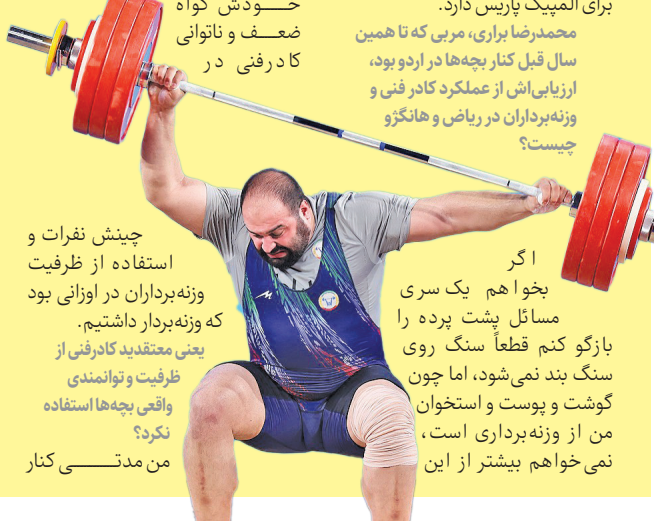 برای المپیک پاریس دارد.
محمدرضا براری، مربی که تا همین
سال قبل کنار بچه‌ها در اردو بود،
ارزیابی‌اش از عملکرد کادر فنی و
وزنه‌برداران در ریاض و هانگژو
چیست؟
اگر
بخواهم یک سری
مسائل پشت پرده را
بازگو کنم قطعاً سنگ روی
سنگ بند نمی‌شود، اما چون
گوشت و پوست و استخوان
من از وزنه‌برداری است،
نمی‌خواهم بیشتر از این
خودش گواه
ضعف و ناتوانی
کادرفنی در
چینش نفرات و
استفاده از ظرفیت
وزنه‌برداران در اوزانی بود
که وزنه‌بردار داشتیم.
یعنی معتقدید کادرفنی از
ظرفیت و توانمندی
واقعی بچه‌ها استفاده
نکرد؟
من مدتی کنار